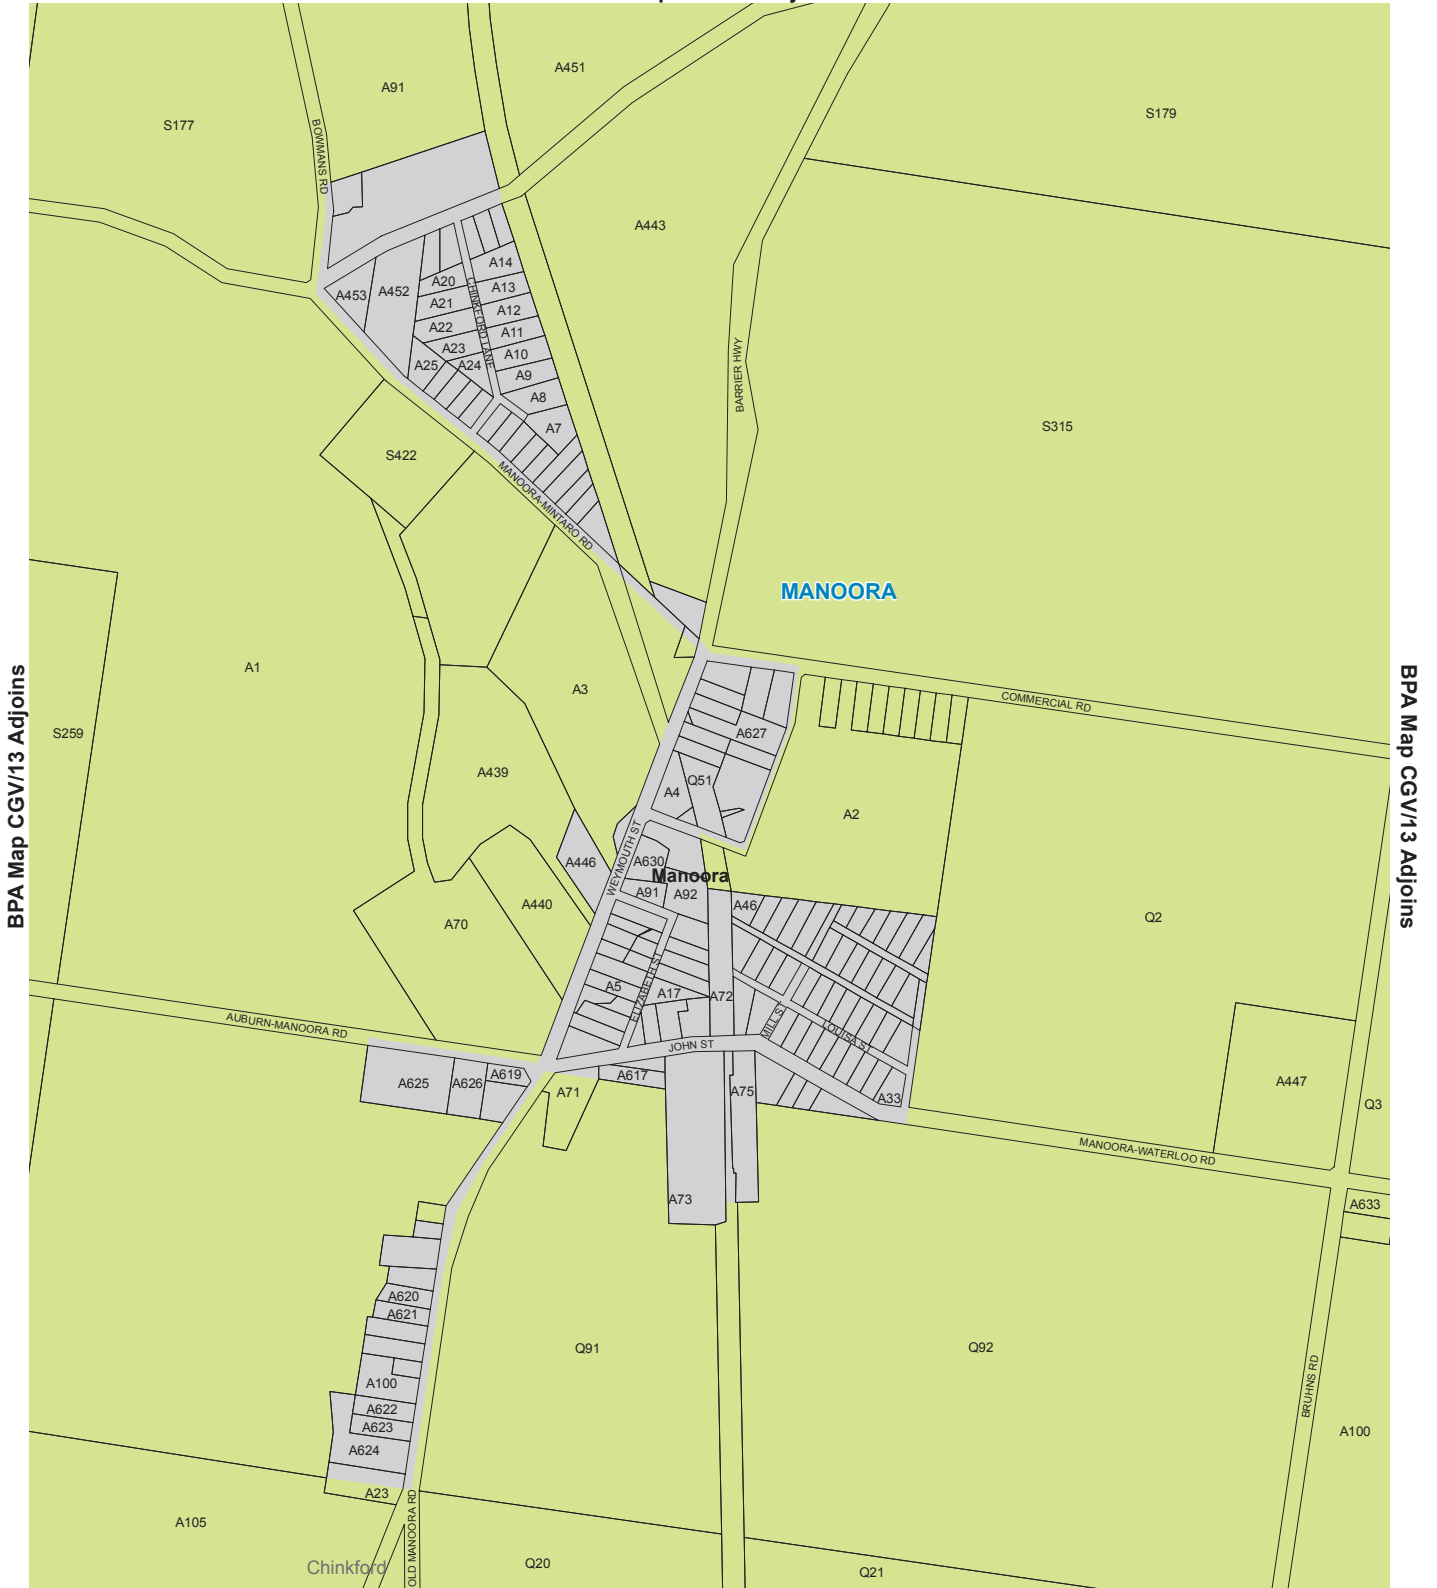 A451
A91
S179
S177
BOWMANS RD
A443
A14
A20
A13
A453
A452
CHINKFORD LANE
A21
A12
A22
A11
A23
A10
A25
A24
A9
A8
BARRIER HWY
A7
S315
S422
MANOORA-MINTARO RD
MANOORA
A1
A3
COMMERCIAL RD
BPA Map CGV/13 Adjoins
BPA Map CGV/13 Adjoins
S259
A627
A439
Q51
A4
A2
WEYMOUTH ST
A446
A630
Manoora
A91
A92
A440
A46
Q2
A70
A5
ELIZABETH ST
A17
A72
AUBURN-MANOORA RD
MILL ST
LOUISA ST
JOHN ST
A625
A626
A619
A617
A71
A75
A33
A447
Q3
MANOORA-WATERLOO RD
A73
A633
A620
A621
Q91
Q92
A100
BRUHNS RD
A622
A623
A100
A624
A23
A105
OLD MANOORA RD
Chinkford
Q20
Q21